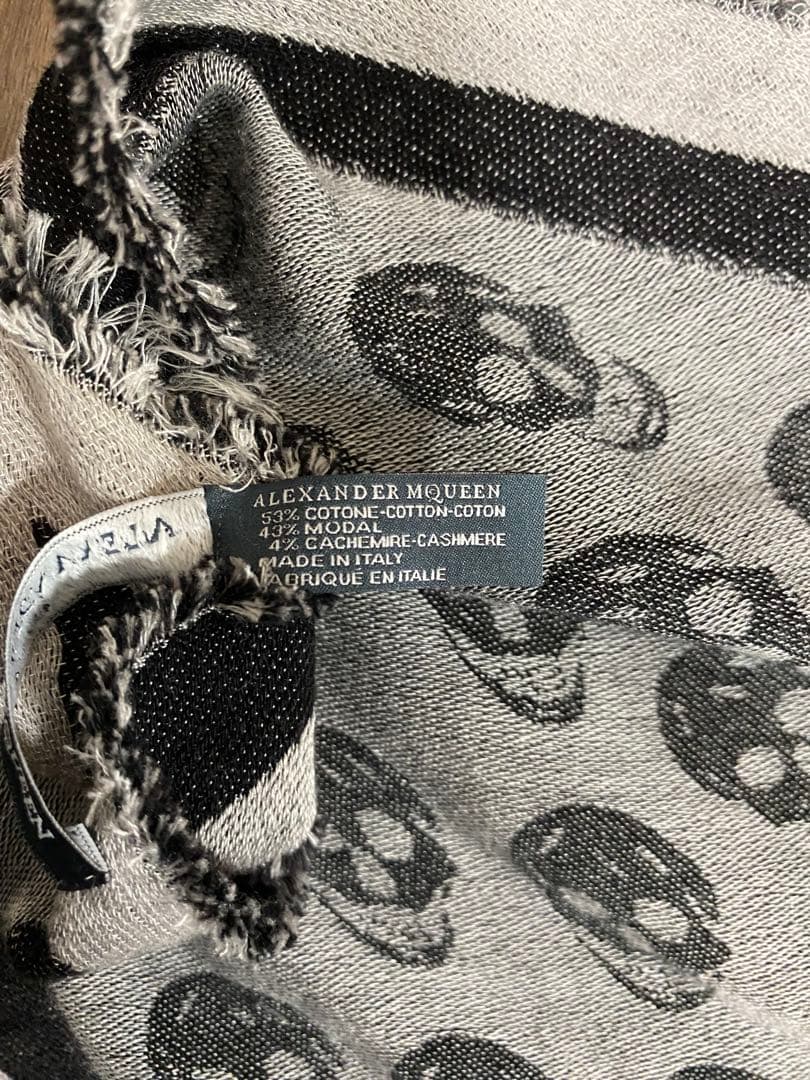 ALEXANDER MQUEEN
53% COTONE-COTTON-COTON
43% MODAL
4% CACHEMIRE-CASHMERE
MADE IN ITALY
FABRIQUÉ EN ITALIE